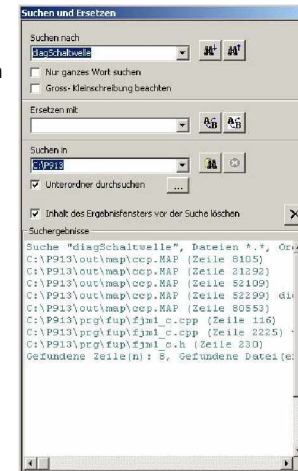 Suchen und Ersetzen
Suchen nach
diagSchaltwelle
Nur ganzes Wort suchen
Gross- Kleinschreibung beachten
Ersetzen mit
Suchen in
C:\P913
Unterordner durchsuchen
...
Inhalt des Ergebnisfensters vor der Suche löschen
Suchergebnisse
Suche "diagSchaltwelle", Dateien *.*, Ord
C:\P913\out\map\ccp.MAP (Zeile 8105)
C:\P913\out\map\ccp.MAP (Zeile 21292)
C:\P913\out\map\ccp.MAP (Zeile 52109)
C:\P913\out\map\ccp.MAP (Zeile 52299) die
C:\P913\out\map\ccp.MAP (Zeile 80553)
C:\P913\prg\fup\fjm1_c.cpp (Zeile 116)
C:\P913\prg\fup\fjm1_c.cpp (Zeile 2225)
C:\P913\prg\fup\fjm1_c.h (Zeile 230)
Gefundene Zeile(n): 8, Gefundene Datei(e